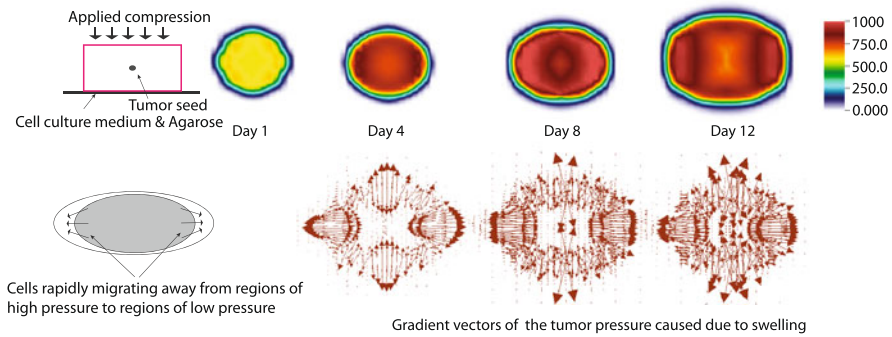 Applied compression
Tumor seed
Cell culture medium & Agarose
Day 1
Day 4
Day 8
Day 12
1000
750.0
500.0
250.0
0.000
Cells rapidly migrating away from regions of
high pressure to regions of low pressure
Gradient vectors of the tumor pressure caused due to swelling